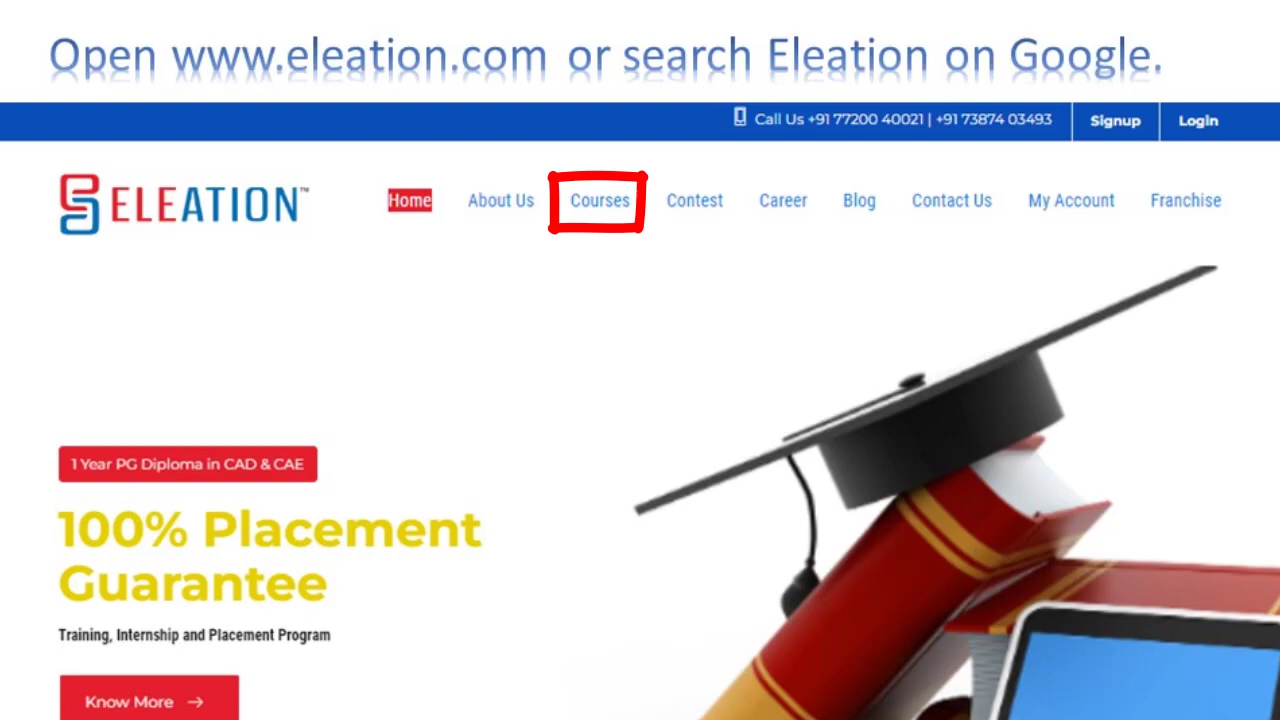 Open www.eleation.com or search Eleation on Google.
Call Us +91 77200 40021 | +91 73874 03493 Signup Login
ELEATION™ Home About Us Courses Contest Career Blog Contact Us My Account Franchise
1 Year PG Diploma in CAD & CAE
100% Placement
Guarantee
Training, Internship and Placement Program
Know More →